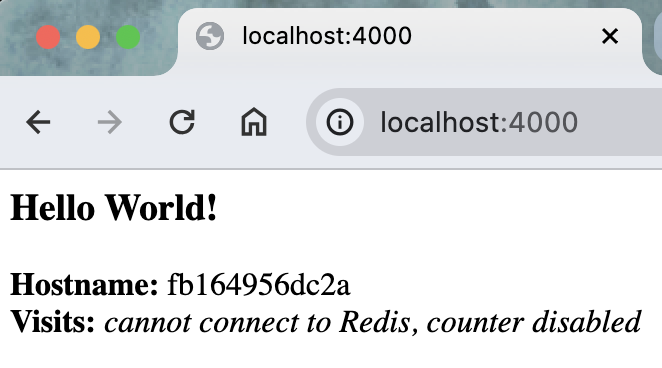 localhost:4000
localhost:4000
Hello World!
Hostname: fb164956dc2a
Visits: cannot connect to Redis, counter disabled